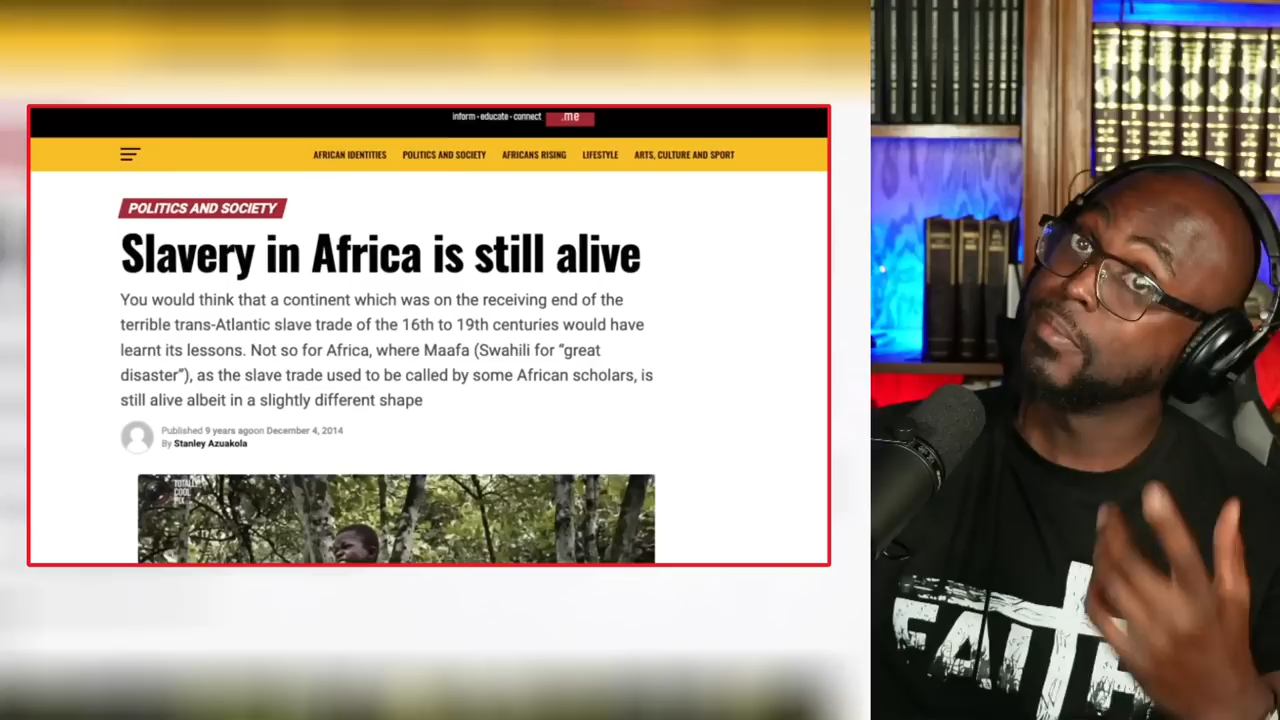 inform - educate - connect .me
AFRICAN IDENTITIES POLITICS AND SOCIETY AFRICANS RISING LIFESTYLE ARTS, CULTURE AND SPORT
POLITICS AND SOCIETY
Slavery in Africa is still alive
You would think that a continent which was on the receiving end of the
terrible trans-Atlantic slave trade of the 16th to 19th centuries would have
learnt its lessons. Not so for Africa, where Maafa (Swahili for “great
disaster”), as the slave trade used to be called by some African scholars, is
still alive albeit in a slightly different shape
Published 9 years agoon December 4, 2014
By Stanley Azuakola
TOTALLY
COOL
PIX
FAITH